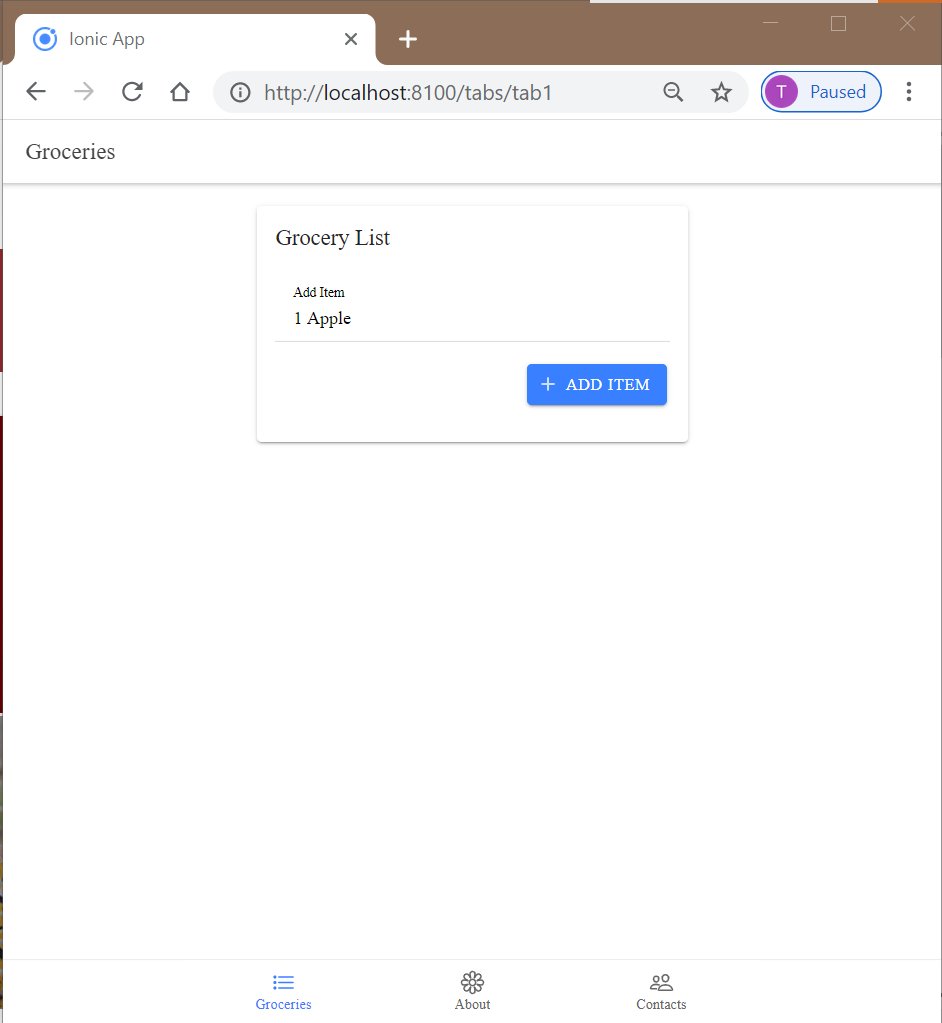 Ionic App
http://localhost:8100/tabs/tab1
T Paused
Groceries
Grocery List
Add Item
1 Apple
ADD ITEM
Groceries About Contacts